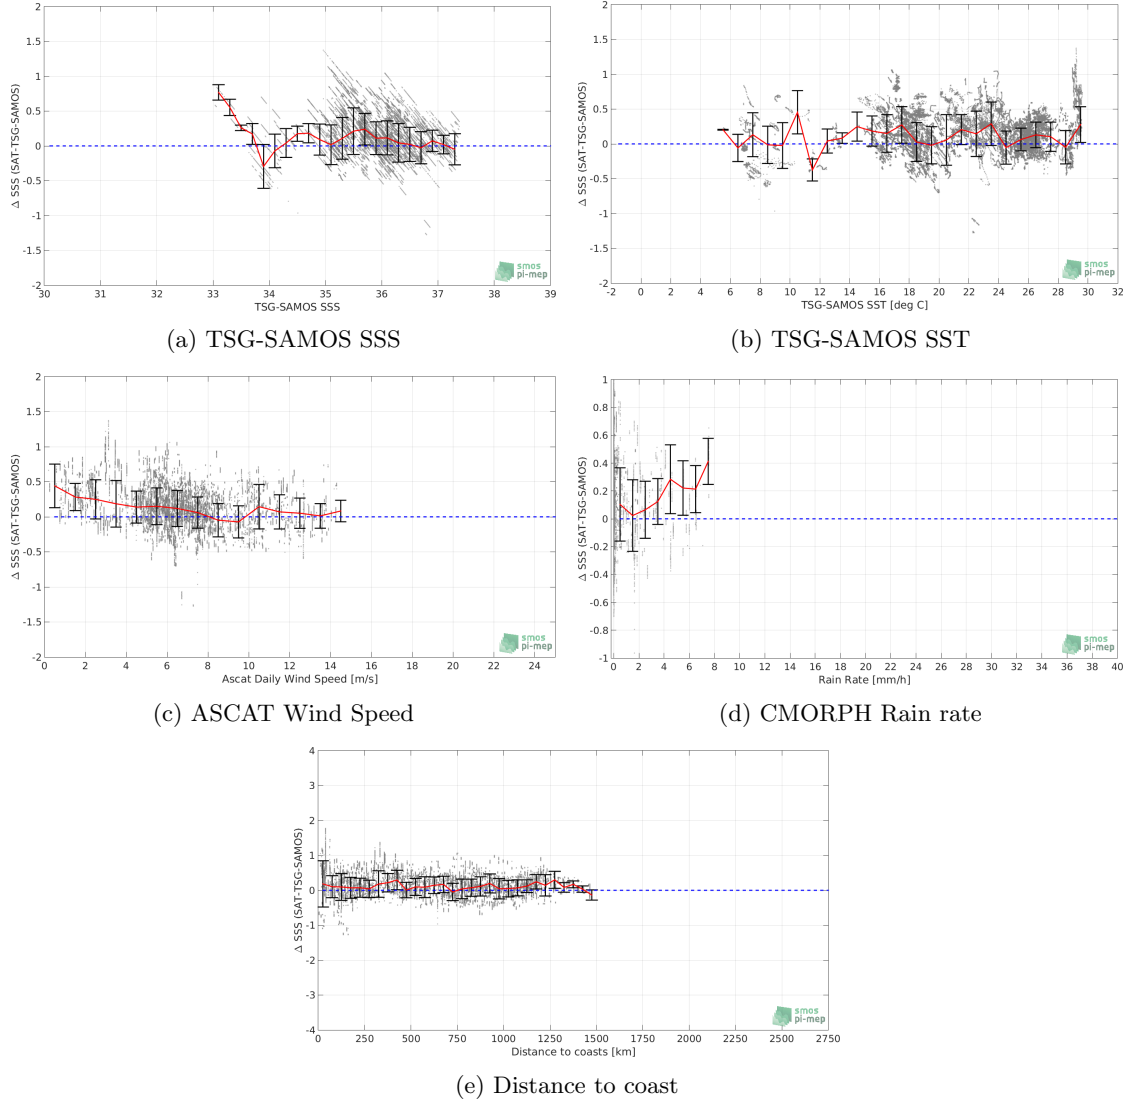 2
1.5
1
0.5
0
-0.5
-1
-1.5
-2
Δ SSS (SAT-TSG-SAMOS)
30 31 32 33 34 35 36 37 38 39
TSG-SAMOS SSS
smos
pi-mep
(a) TSG-SAMOS SSS
2
1.5
1
0.5
0
-0.5
-1
-1.5
-2
Δ SSS (SAT-TSG-SAMOS)
-2 0 2 4 6 8 10 12 14 16 18 20 22 24 26 28 30 32
TSG-SAMOS SST [deg C]
smos
pi-mep
(b) TSG-SAMOS SST
2
1.5
1
0.5
0
-0.5
-1
-1.5
-2
Δ SSS (SAT-TSG-SAMOS)
0 2 4 6 8 10 12 14 16 18 20 22 24
Ascat Daily Wind Speed [m/s]
smos
pi-mep
(c) ASCAT Wind Speed
1
0.8
0.6
0.4
0.2
0
-0.2
-0.4
-0.6
-0.8
-1
Δ SSS (SAT-TSG-SAMOS)
0 2 4 6 8 10 12 14 16 18 20 22 24 26 28 30 32 34 36 38 40
Rain Rate [mm/h]
smos
pi-mep
(d) CMORPH Rain rate
4
3
2
1
0
-1
-2
-3
-4
Δ SSS (SAT-TSG-SAMOS)
0 250 500 750 1000 1250 1500 1750 2000 2250 2500 2750
Distance to coasts [km]
smos
pi-mep
(e) Distance to coast